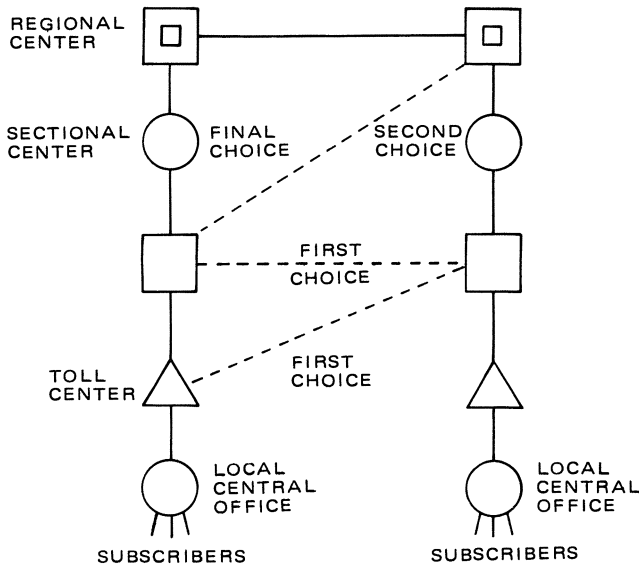 REGIONAL
CENTER
SECTIONAL
CENTER
FINAL
CHOICE
SECOND
CHOICE
FIRST
CHOICE
FIRST
CHOICE
TOLL
CENTER
LOCAL
CENTRAL
OFFICE
LOCAL
CENTRAL
OFFICE
SUBSCRIBERS
SUBSCRIBERS